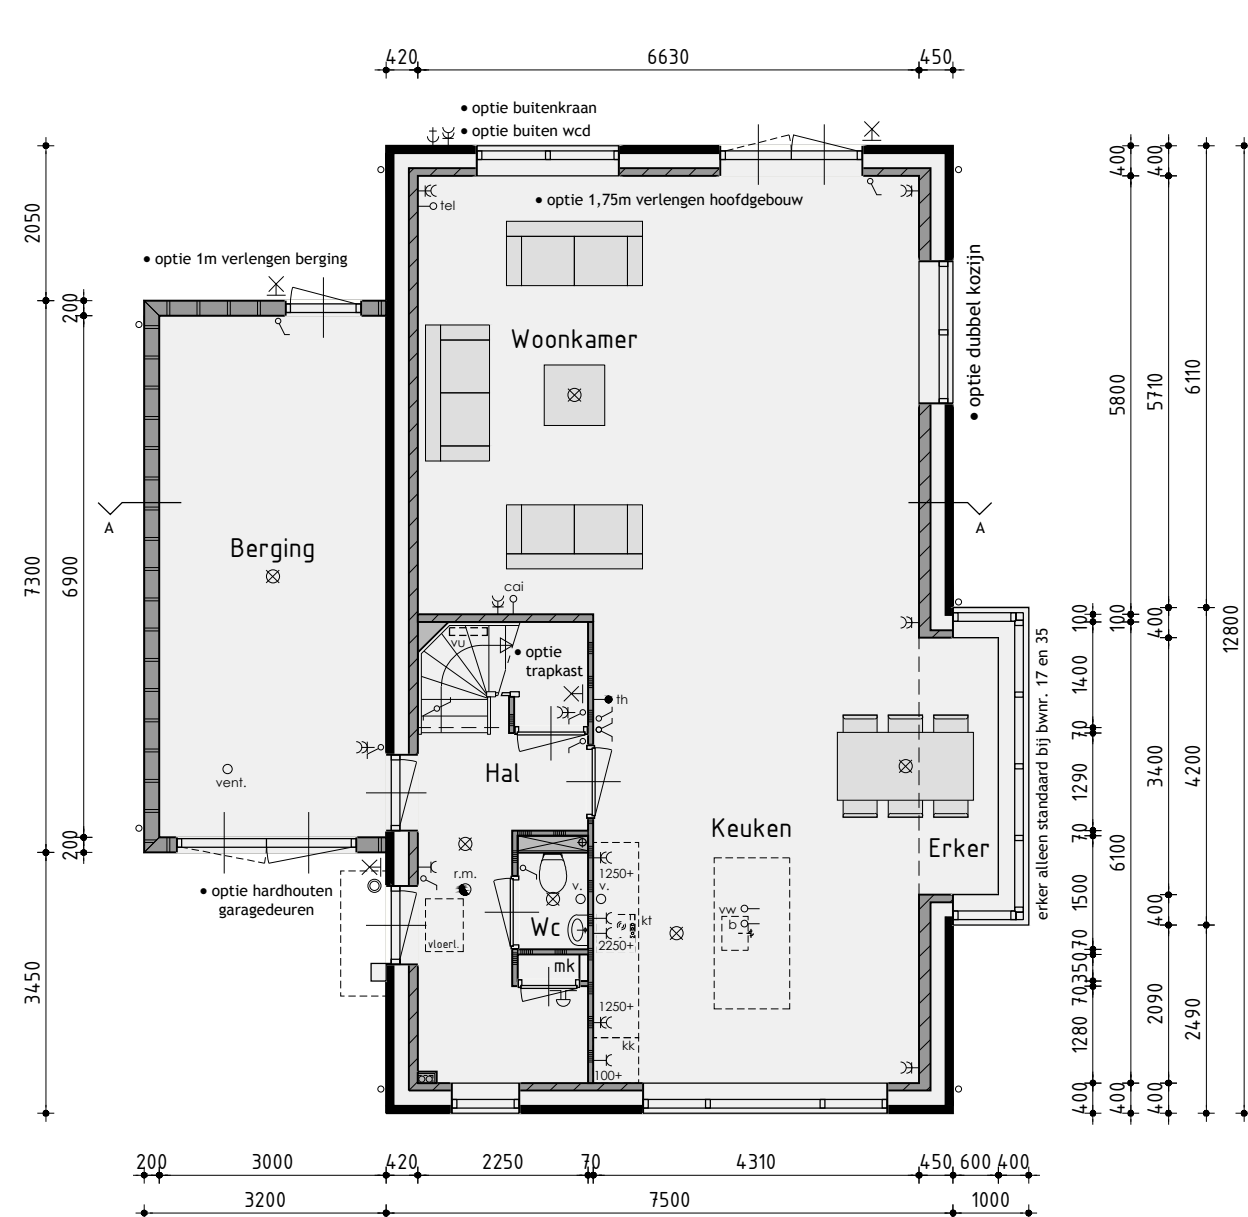 420
6630
450
• optie buitenkraan
• optie buiten wcd
tel
• optie 1,75m verlengen hoofdgebouw
• optie 1m verlengen berging
• optie dubbel kozijn
Woonkamer
A
A
Berging
cai
vu
• optie
trapkast
th
Hal
vent.
Keuken
Erker
erker alleen standaard bij bwnr. 17 en 35
• optie hardhouten
garagedeuren
r.m.
vloerl.
1250+
v.
v.
Wc
kt
2250+
vw
b
mk
1250+
kk
100+
2050
7300
3450
200
6900
200
100
1400
70
1290
70
1500
70
350
70
1280
400
400
5800
100
6100
400
400
5710
400
3400
400
2090
400
6110
4200
2490
12800
200
3000
420
2250
70
4310
450
600
400
3200
7500
1000